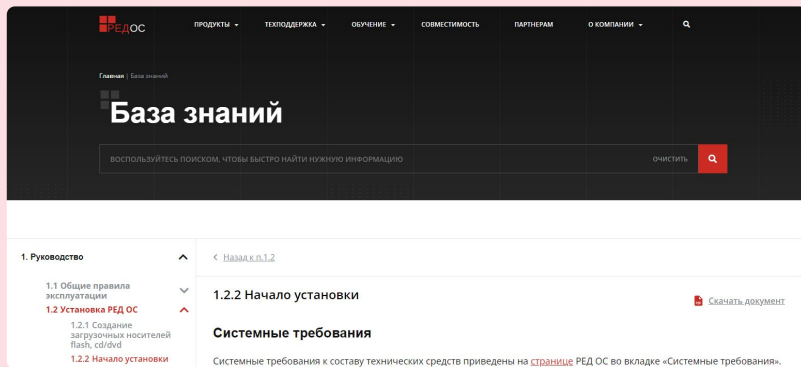 РЕДОС
ПРОДУКТЫ
ТЕХПОДДЕРЖКА
ОБУЧЕНИЕ
СОВМЕСТИМОСТЬ
ПАРТНЕРАМ
О КОМПАНИИ
Главная | База знаний
База знаний
ВОСПОЛЬЗУЙТЕСЬ ПОИСКОМ, ЧТОБЫ БЫСТРО НАЙТИ НУЖНУЮ ИНФОРМАЦИЮ
ОЧИСТИТЬ
1. Руководство
1.1 Общие правила
эксплуатации
1.2 Установка РЕД ОС
1.2.1 Создание
загрузочных носителей
flash, cd/dvd
1.2.2 Начало установки
Назад к п.1.2
1.2.2 Начало установки
Скачать документ
Системные требования
Системные требования к составу технических средств приведены на странице РЕД ОС во вкладке «Системные требования».